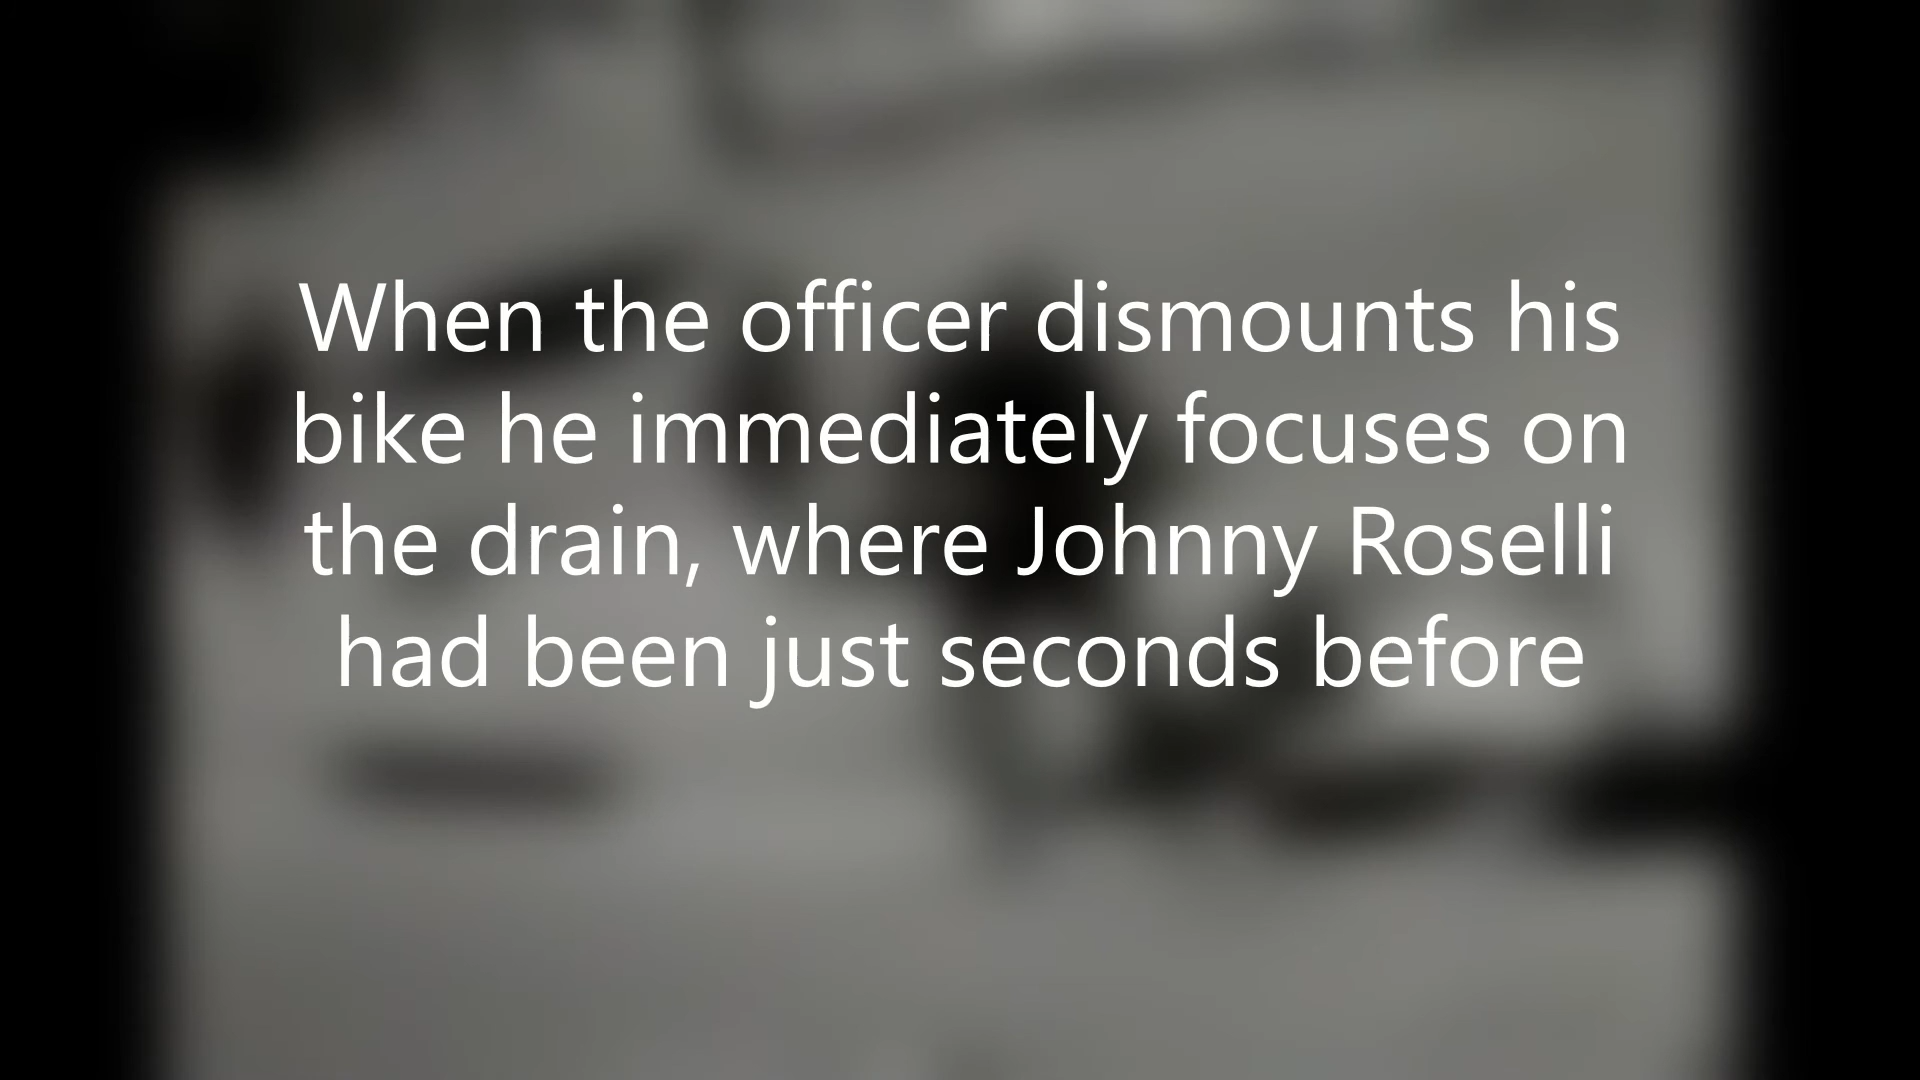 When the officer dismounts his
bike he immediately focuses on
the drain, where Johnny Roselli
had been just seconds before